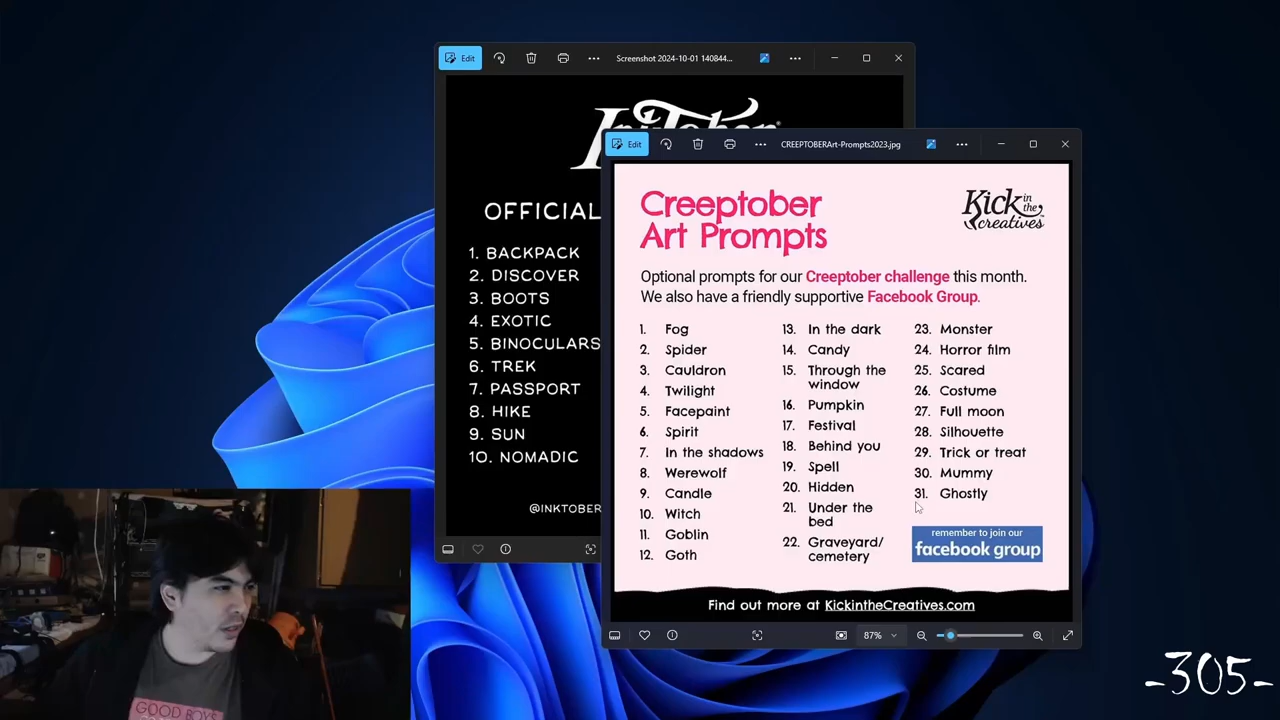 Edit
Screenshot 2024-10-01 140844...
InkTober
OFFICIAL
1. BACKPACK
2. DISCOVER
3. BOOTS
4. EXOTIC
5. BINOCULARS
6. TREK
7. PASSPORT
8. HIKE
9. SUN
10. NOMADIC
@INKTOBER
Edit
CREEPTOBERArt-Prompts2023.jpg
Creeptober
Art Prompts
Kick in the creatives
Optional prompts for our Creeptober challenge this month.
We also have a friendly supportive Facebook Group.
1. Fog
2. Spider
3. Cauldron
4. Twilight
5. Facepaint
6. Spirit
7. In the shadows
8. Werewolf
9. Candle
10. Witch
11. Goblin
12. Goth
13. In the dark
14. Candy
15. Through the
window
16. Pumpkin
17. Festival
18. Behind you
19. Spell
20. Hidden
21. Under the
bed
22. Graveyard/
cemetery
23. Monster
24. Horror film
25. Scared
26. Costume
27. Full moon
28. Silhouette
29. Trick or treat
30. Mummy
31. Ghostly
remember to join our
facebook group
Find out more at KickintheCreatives.com
87%
GOOD BOYS
-305-